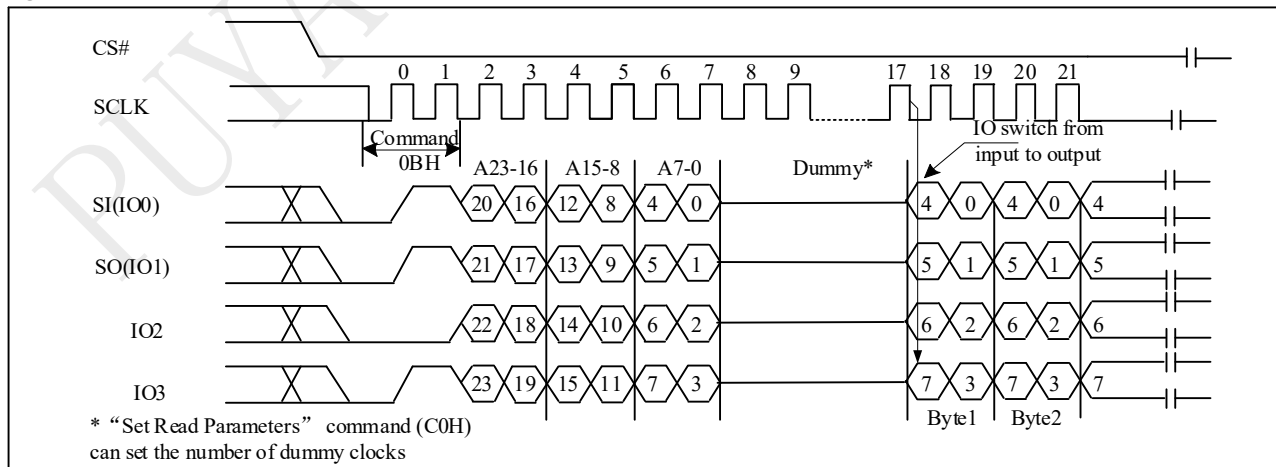 PUYA
CS#
0 1 2 3 4 5 6 7 8 9 17 18 19 20 21
SCLK
Command
0BH
IO switch from
input to output
A23-16 A15-8 A7-0 Dummy*
SI(IO0) 20 16 12 8 4 0 4 0 4 0 4
SO(IO1) 21 17 13 9 5 1 5 1 5 1 5
IO2 22 18 14 10 6 2 6 2 6 2 6
IO3 23 19 15 11 7 3 7 3 7 3 7
Byte1 Byte2
* “Set Read Parameters” command (C0H)
can set the number of dummy clocks